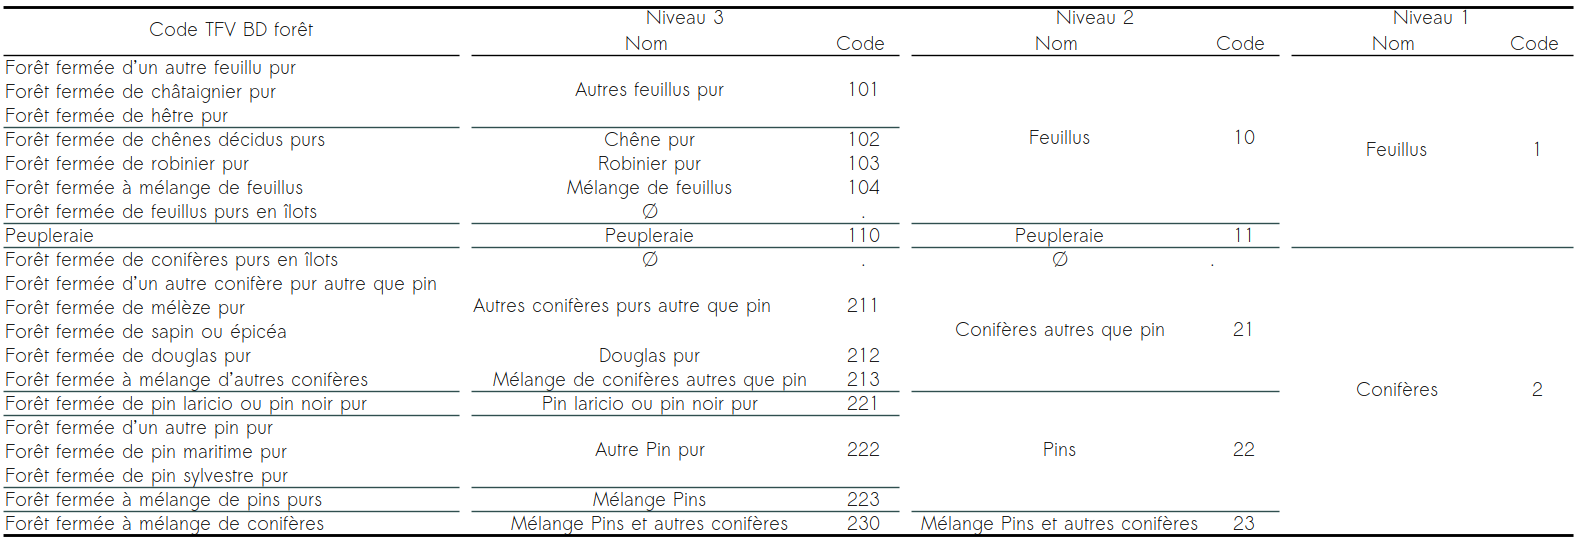 Code TFV BD forêt Niveau 3 Niveau 2 Niveau 1
Nom Code Nom Code Nom Code
Forêt fermée d'un autre feuillu pur
Forêt fermée de châtaignier pur Autres feuillus pur 101
Forêt fermée de hêtre pur
Forêt fermée de chênes décidus purs Chêne pur 102 Feuillus 10
Forêt fermée de robinier pur Robinier pur 103 Feuillus 1
Forêt fermée à mélange de feuillus Mélange de feuillus 104
Forêt fermée de feuillus purs en îlots Ø .
Peupleraie Peupleraie 110 Peupleraie 11
Forêt fermée de conifères purs en îlots Ø . Ø .
Forêt fermée d'un autre conifère pur autre que pin
Forêt fermée de mélèze pur Autres conifères purs autre que pin 211
Forêt fermée de sapin ou épicéa Conifères autres que pin 21
Forêt fermée de douglas pur Douglas pur 212
Forêt fermée à mélange d'autres conifères Mélange de conifères autres que pin 213 Conifères 2
Forêt fermée de pin laricio ou pin noir pur Pin laricio ou pin noir pur 221
Forêt fermée d'un autre pin pur
Forêt fermée de pin maritime pur Autre Pin pur 222 Pins 22
Forêt fermée de pin sylvestre pur
Forêt fermée à mélange de pins purs Mélange Pins 223
Forêt fermée à mélange de conifères Mélange Pins et autres conifères 230 Mélange Pins et autres conifères 23